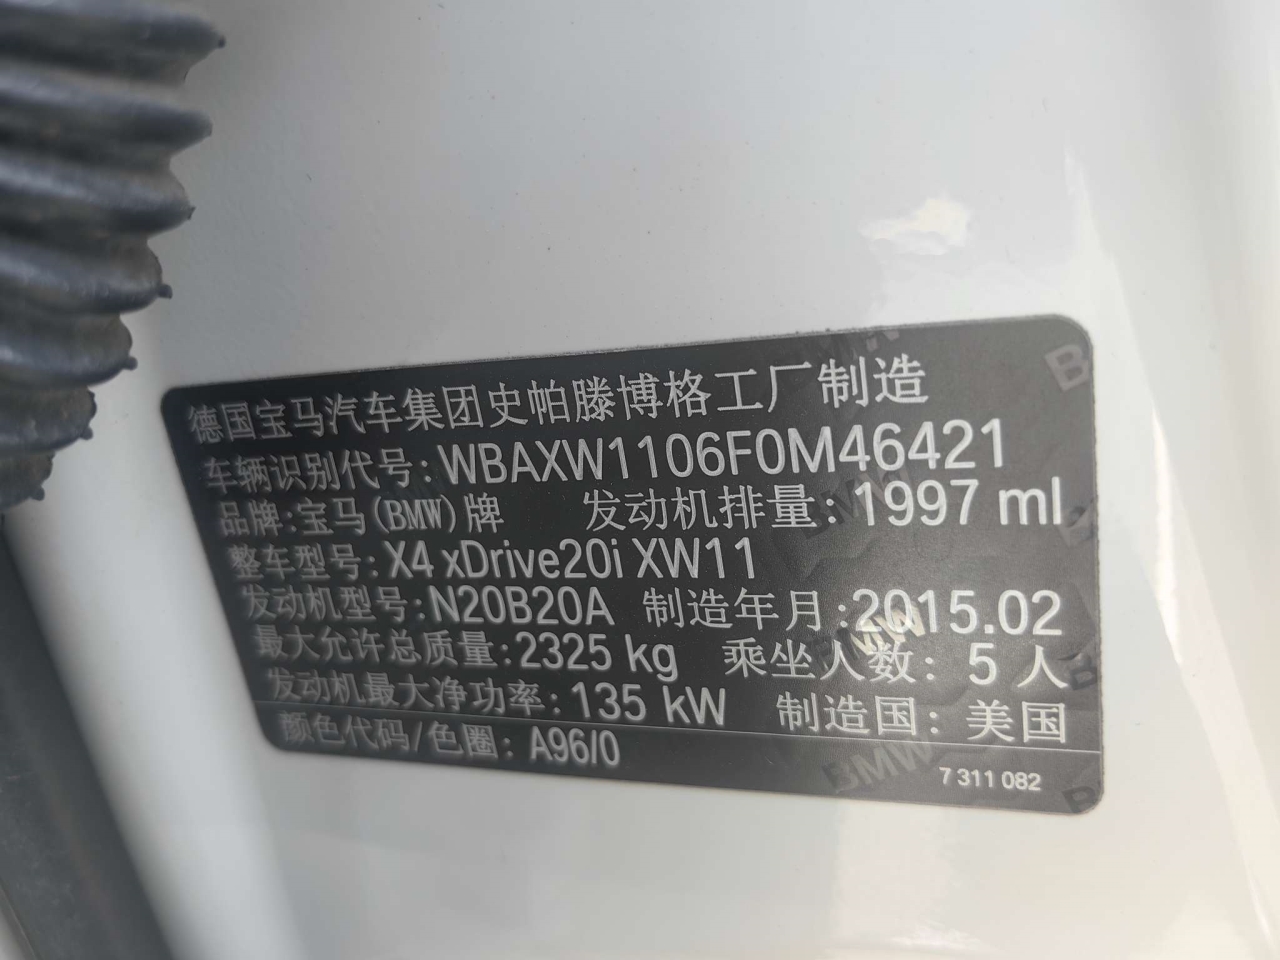 德国宝马汽车集团史帕滕博格工厂制造
车辆识别代号:WBAXW1106F0M46421
品牌:宝马(BMW)牌 发动机排量:1997 ml
整车型号:X4 xDrive20i XW11
发动机型号:N20B20A 制造年月:2015.02
最大允许总质量:2325 kg 乘坐人数: 5 人
发动机最大净功率:135 kW 制造国:美国
颜色代码/色圈: A96/0
7 311 082